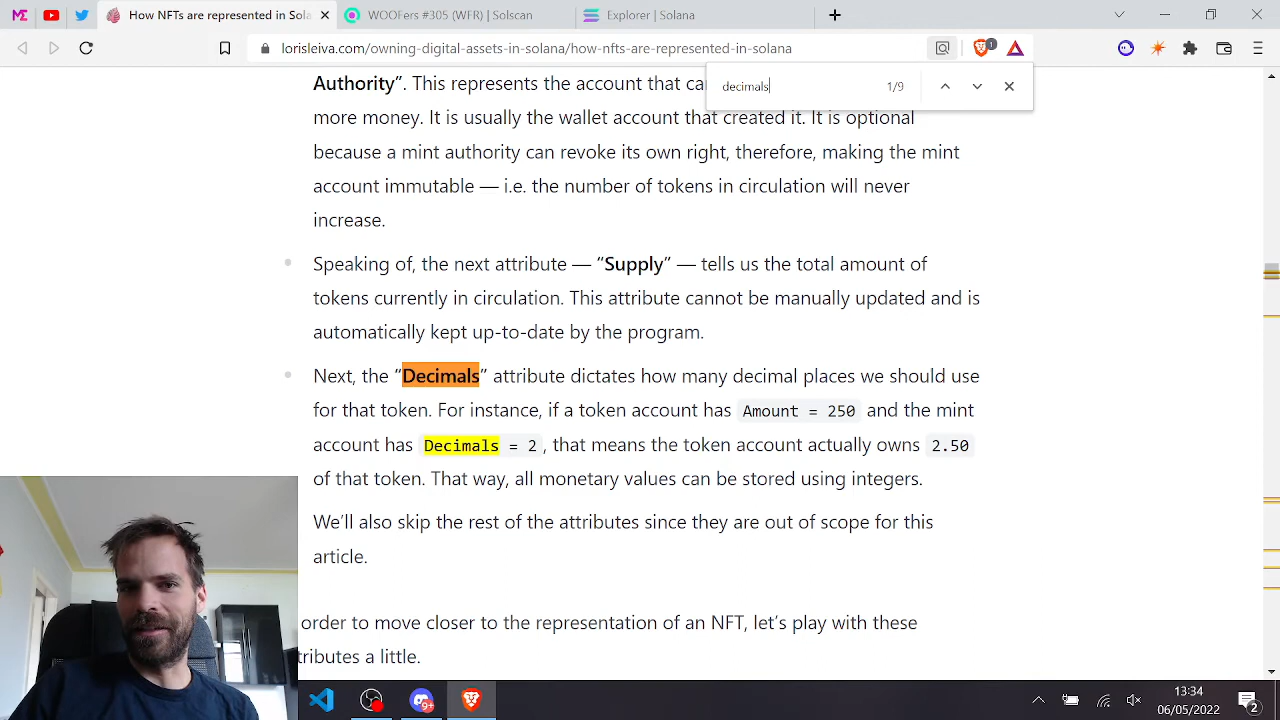 How NFTs are represented in Sola
WOOFers #305 (WFR) | Solscan
Explorer | Solana
lorisleiva.com/owning-digital-assets-in-solana/how-nfts-are-represented-in-solana
1
decimals
1/9
Authority”. This represents the account that ca
more money. It is usually the wallet account that created it. It is optional
because a mint authority can revoke its own right, therefore, making the mint
account immutable — i.e. the number of tokens in circulation will never
increase.
Speaking of, the next attribute — “Supply” — tells us the total amount of
tokens currently in circulation. This attribute cannot be manually updated and is
automatically kept up-to-date by the program.
Next, the “Decimals” attribute dictates how many decimal places we should use
for that token. For instance, if a token account has Amount = 250 and the mint
account has Decimals = 2, that means the token account actually owns 2.50
of that token. That way, all monetary values can be stored using integers.
We’ll also skip the rest of the attributes since they are out of scope for this
article.
order to move closer to the representation of an NFT, let’s play with these
tributes a little.
9+
13:34
06/05/2022
2